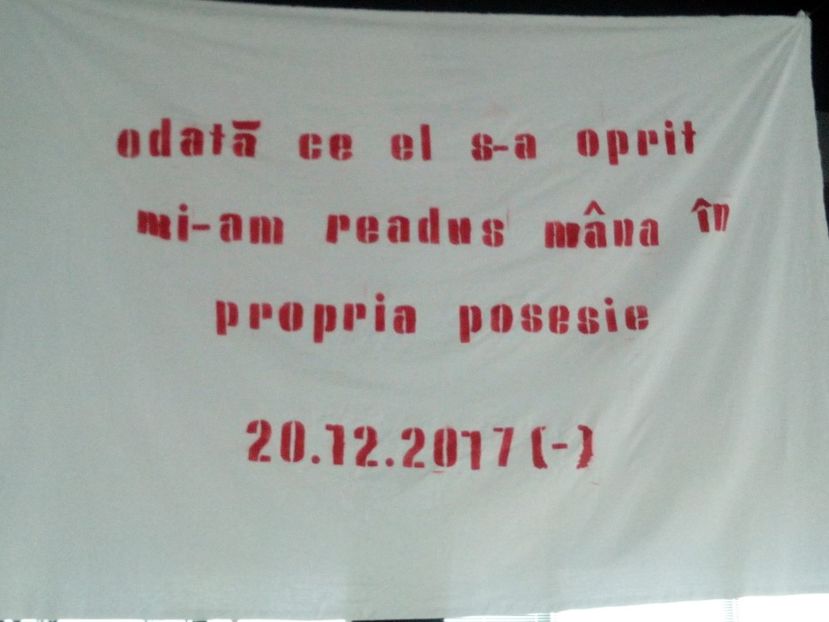 odată ce el s-a oprit
mi-am readus mâna în
propria posesie
20.12.2017 (-)